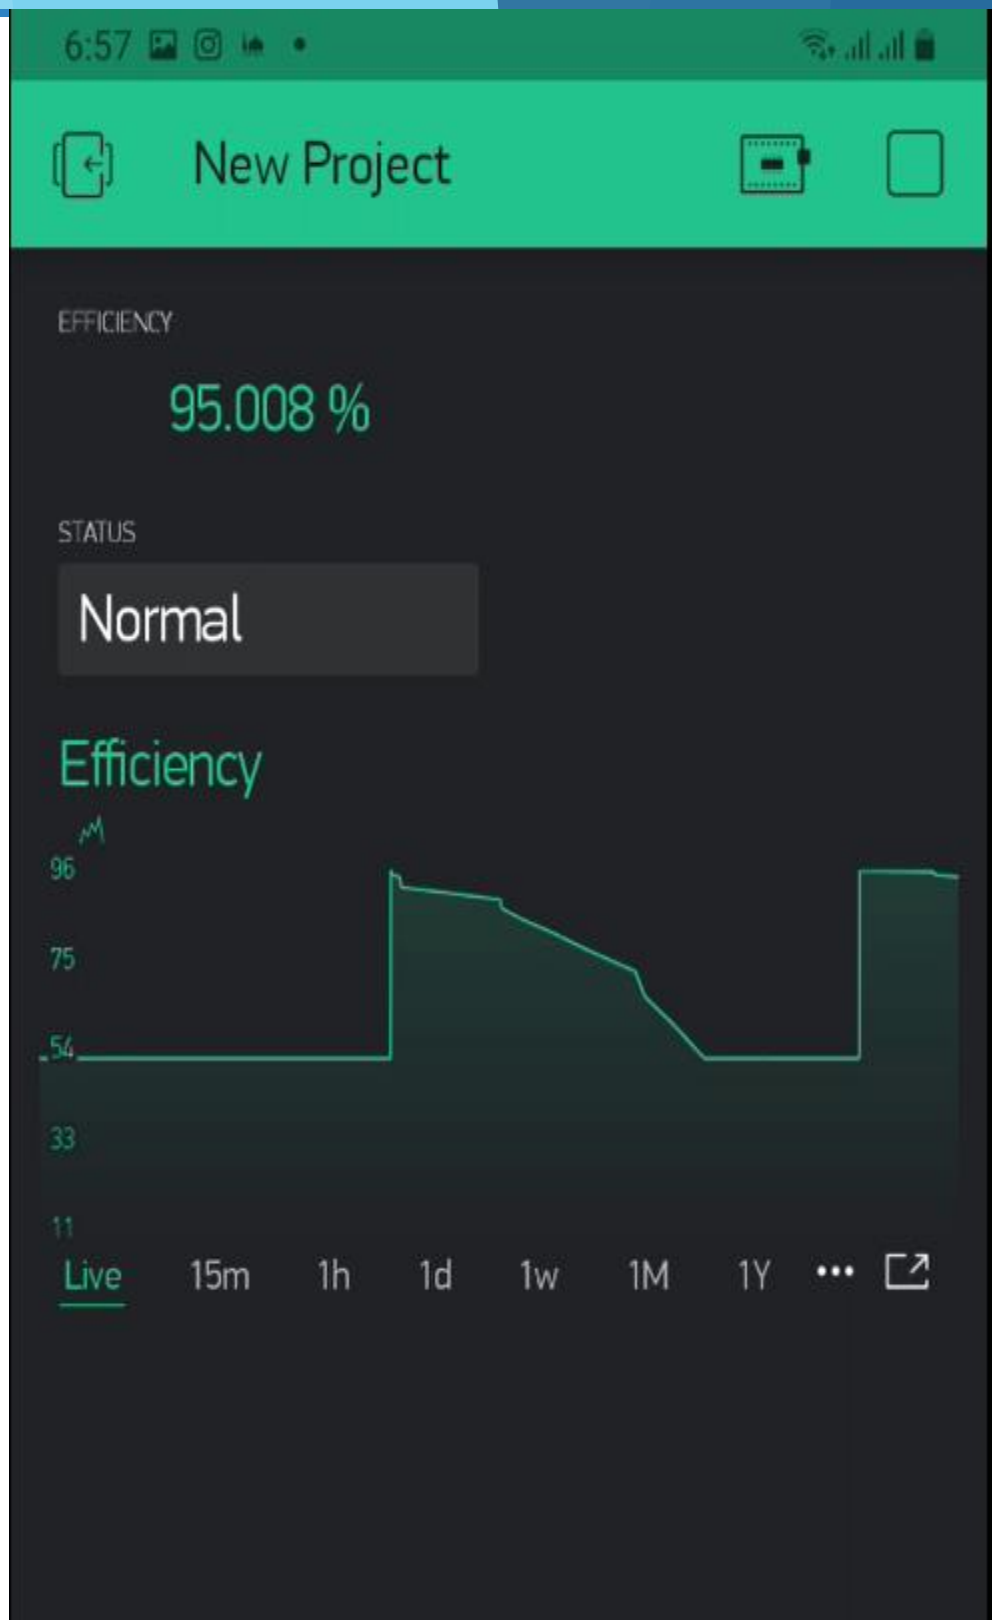 6:57
New Project
EFFICIENCY
95.008 %
STATUS
Normal
Efficiency
96
75
54
33
11
Live 15m 1h 1d 1w 1M 1Y